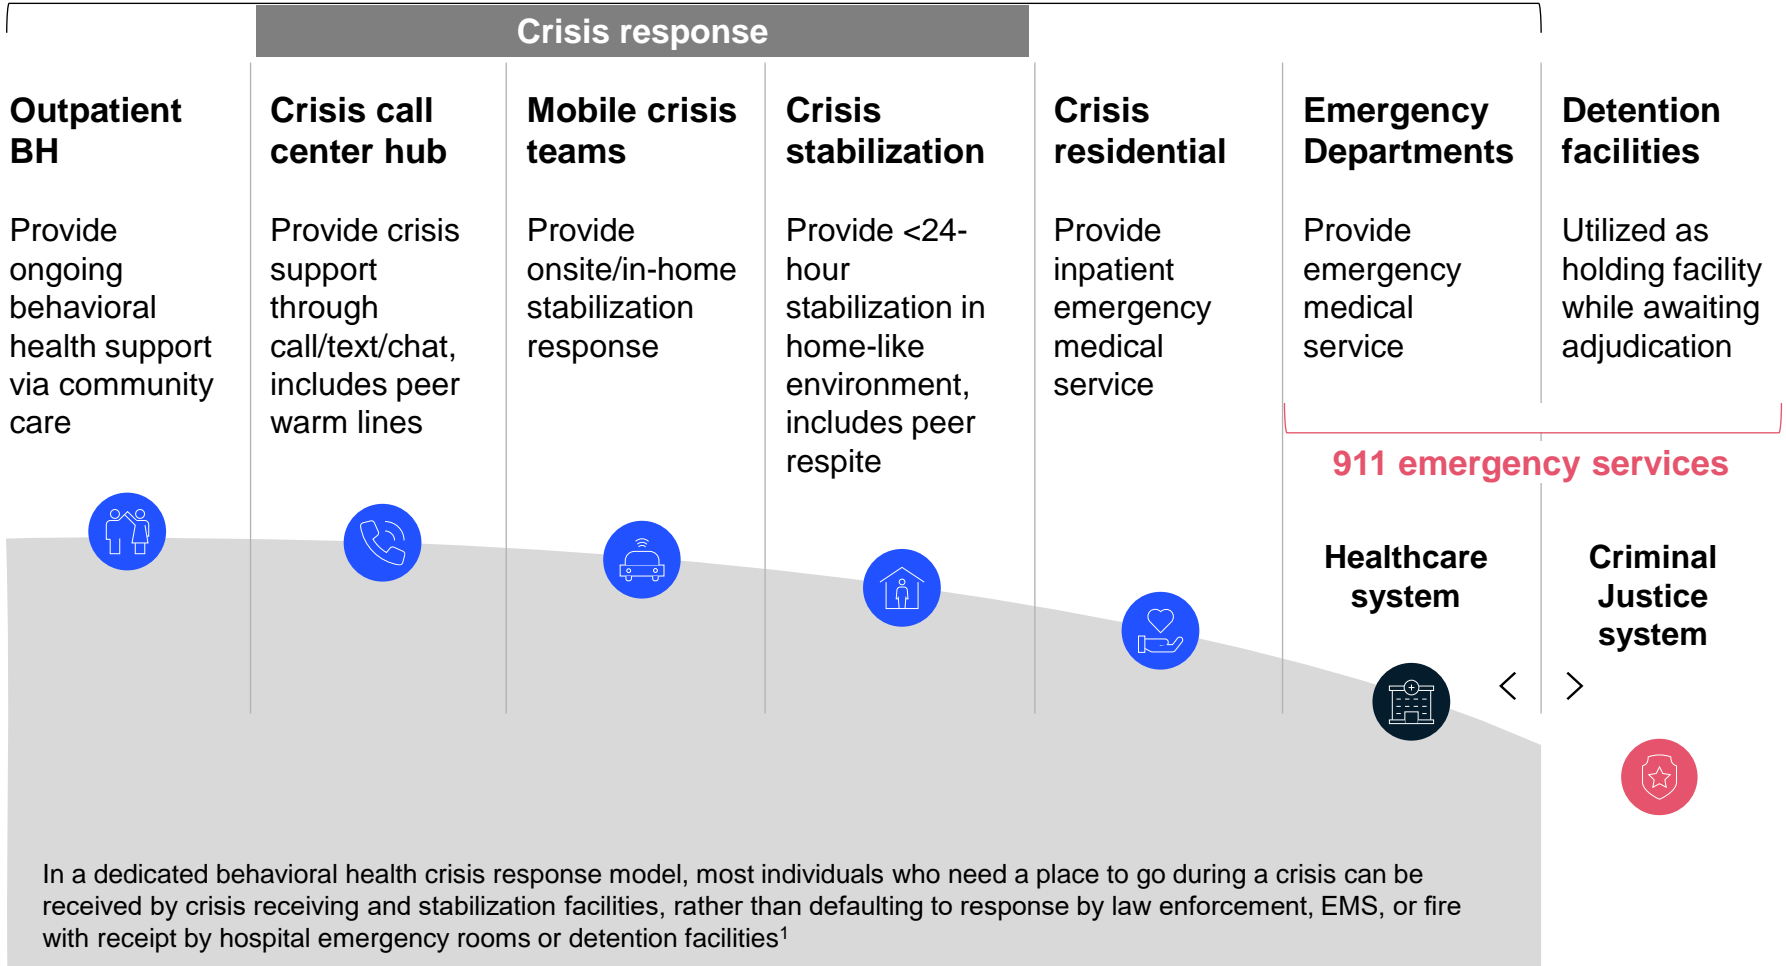 Crisis response
Outpatient
BH
Provide
ongoing
behavioral
health support
via community
care
Crisis call
center hub
Provide crisis
support
through
call/text/chat,
includes peer
warm lines
Mobile crisis
teams
Provide
onsite/in-home
stabilization
response
Crisis
stabilization
Provide <24-
hour
stabilization in
home-like
environment,
includes peer
respite
Crisis
residential
Provide
inpatient
emergency
medical
service
Emergency
Departments
Provide
emergency
medical
service
Detention
facilities
Utilized as
holding facility
while awaiting
adjudication
911 emergency services
Healthcare
system
Criminal
Justice
system
In a dedicated behavioral health crisis response model, most individuals who need a place to go during a crisis can be
received by crisis receiving and stabilization facilities, rather than defaulting to response by law enforcement, EMS, or fire
with receipt by hospital emergency rooms or detention facilities¹